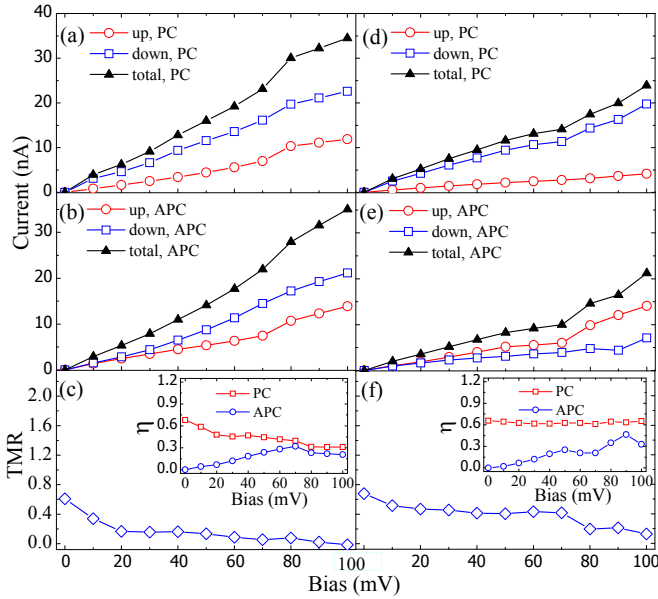 40
(a)
up, PC
down, PC
total, PC
30
20
10
0
(d)
up, PC
down, PC
total, PC
Current (nA)
(b)
up, APC
down, APC
total, APC
30
20
10
0
(e)
up, APC
down, APC
total, APC
TMR
2.0
1.6
1.2
0.8
0.4
0.0
(c)
η
1.2
0.9
0.6
0.3
0.0
PC
APC
0 20 40 60 80 100
Bias (mV)
(f)
η
1.2
0.9
0.6
0.3
0.0
PC
APC
0 20 40 60 80 100
Bias (mV)
0 20 40 60 80 100 20 40 60 80 100
Bias (mV)